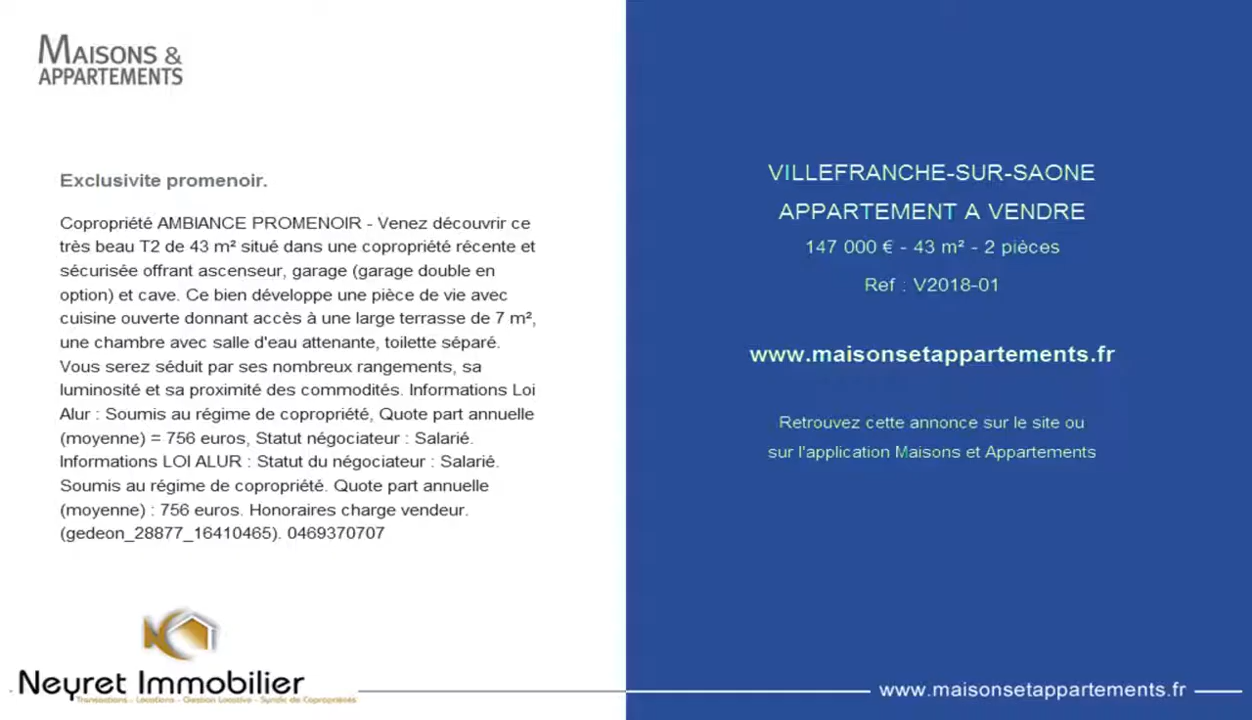 MAISONS &
APPARTEMENTS
Exclusivite promenoir.
Copropriété AMBIANCE PROMENOIR - Venez découvrir ce
très beau T2 de 43 m² situé dans une copropriété récente et
sécurisée offrant ascenseur, garage (garage double en
option) et cave. Ce bien développe une pièce de vie avec
cuisine ouverte donnant accès à une large terrasse de 7 m²,
une chambre avec salle d'eau attenante, toilette séparé.
Vous serez séduit par ses nombreux rangements, sa
luminosité et sa proximité des commodités. Informations Loi
Alur : Soumis au régime de copropriété, Quote part annuelle
(moyenne) = 756 euros, Statut négociateur : Salarié.
Informations LOI ALUR : Statut du négociateur : Salarié.
Soumis au régime de copropriété. Quote part annuelle
(moyenne) : 756 euros. Honoraires charge vendeur.
(gedeon_28877_16410465). 0469370707
Neyret Immobilier
Transactions - Locations - Gestion Locative - Syndic de Copropriétés
VILLEFRANCHE-SUR-SAONE
APPARTEMENT A VENDRE
147 000 € - 43 m² - 2 pièces
Ref : V2018-01
www.maisonsetappartements.fr
Retrouvez cette annonce sur le site ou
sur l'application Maisons et Appartements
www.maisonsetappartements.fr